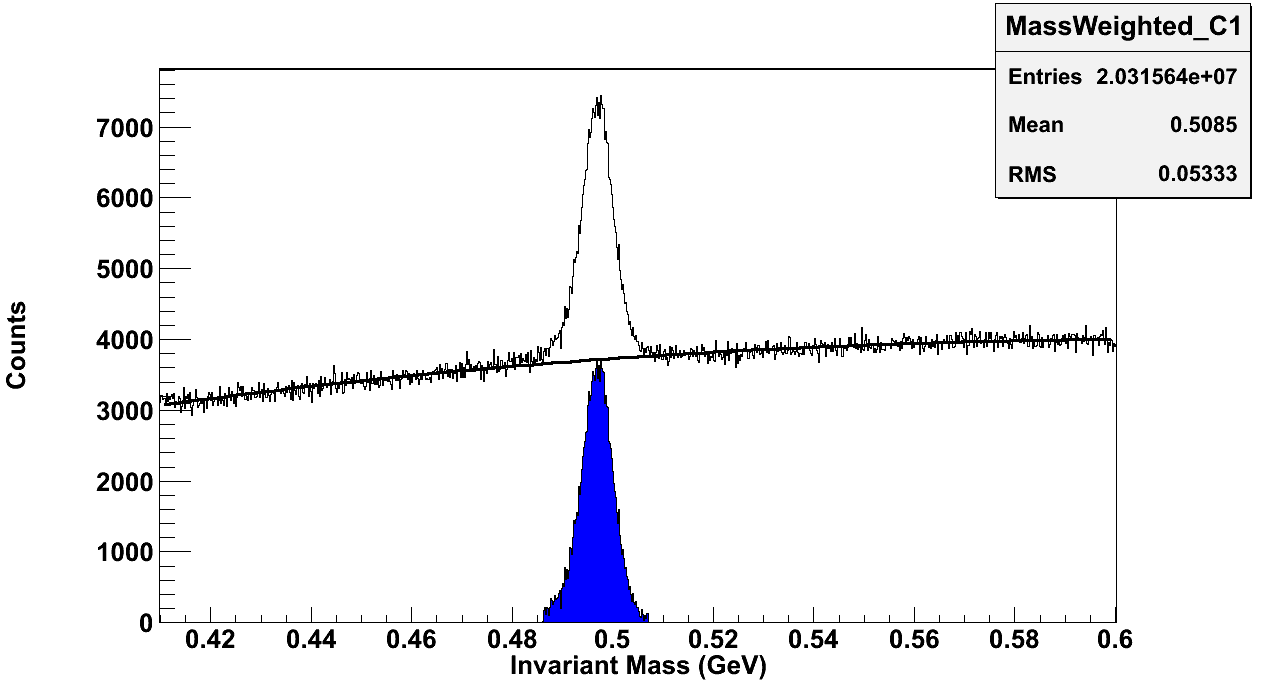 MassWeighted_C1
Entries 2.031564e+07
Mean 0.5085
RMS 0.05333
Counts
7000
6000
5000
4000
3000
2000
1000
0
0.42 0.44 0.46 0.48 0.5 0.52 0.54 0.56 0.58 0.6
Invariant Mass (GeV)